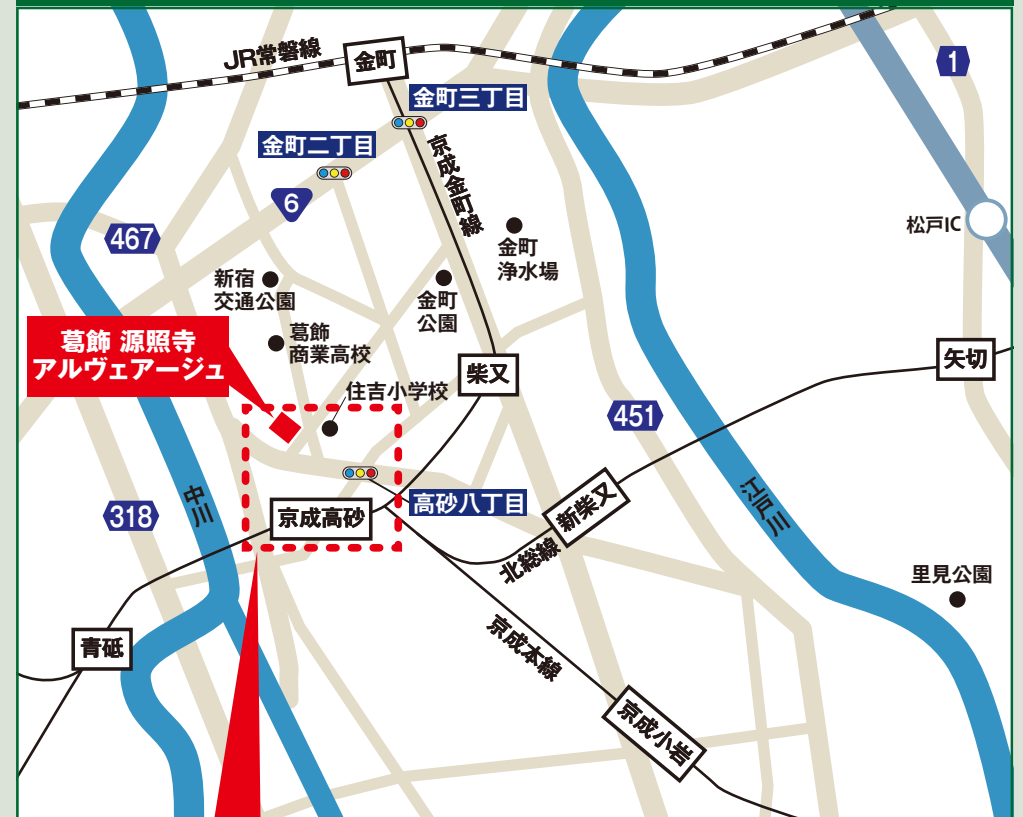 JR常磐線
金町
1
金町三丁目
金町二丁目
京成金町線
6
467
松戸IC
金町
浄水場
新宿
交通公園
金町
公園
葛飾 源照寺
アルヴェアージュ
葛飾
商業高校
柴又
矢切
住吉小学校
451
中川
318
京成高砂
高砂八丁目
新柴又
江戸川
北総線
里見公園
青砥
京成本線
京成小岩